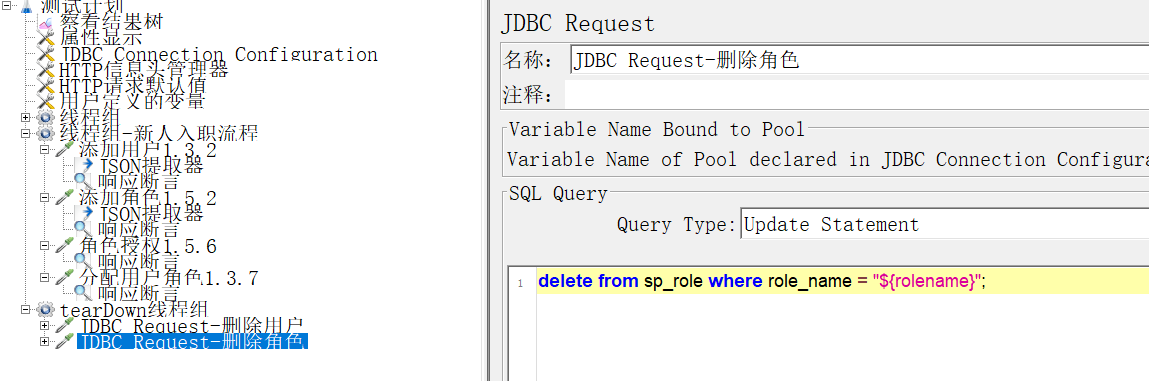 测试计划
察看结果树
属性显示
JDBC Connection Configuration
HTTP信息头管理器
HTTP请求默认值
用户定义的变量
线程组
线程组-新人入职流程
添加用户1.3.2
JSON提取器
响应断言
添加角色1.5.2
JSON提取器
响应断言
角色授权1.5.6
响应断言
分配用户角色1.3.7
响应断言
tearDown线程组
JDBC Request-删除用户
JDBC Request-删除角色
JDBC Request
名称： JDBC Request-删除角色
注释：
Variable Name Bound to Pool
Variable Name of Pool declared in JDBC Connection Configura
SQL Query
Query Type: Update Statement
1 delete from sp_role where role_name = "${rolename}";